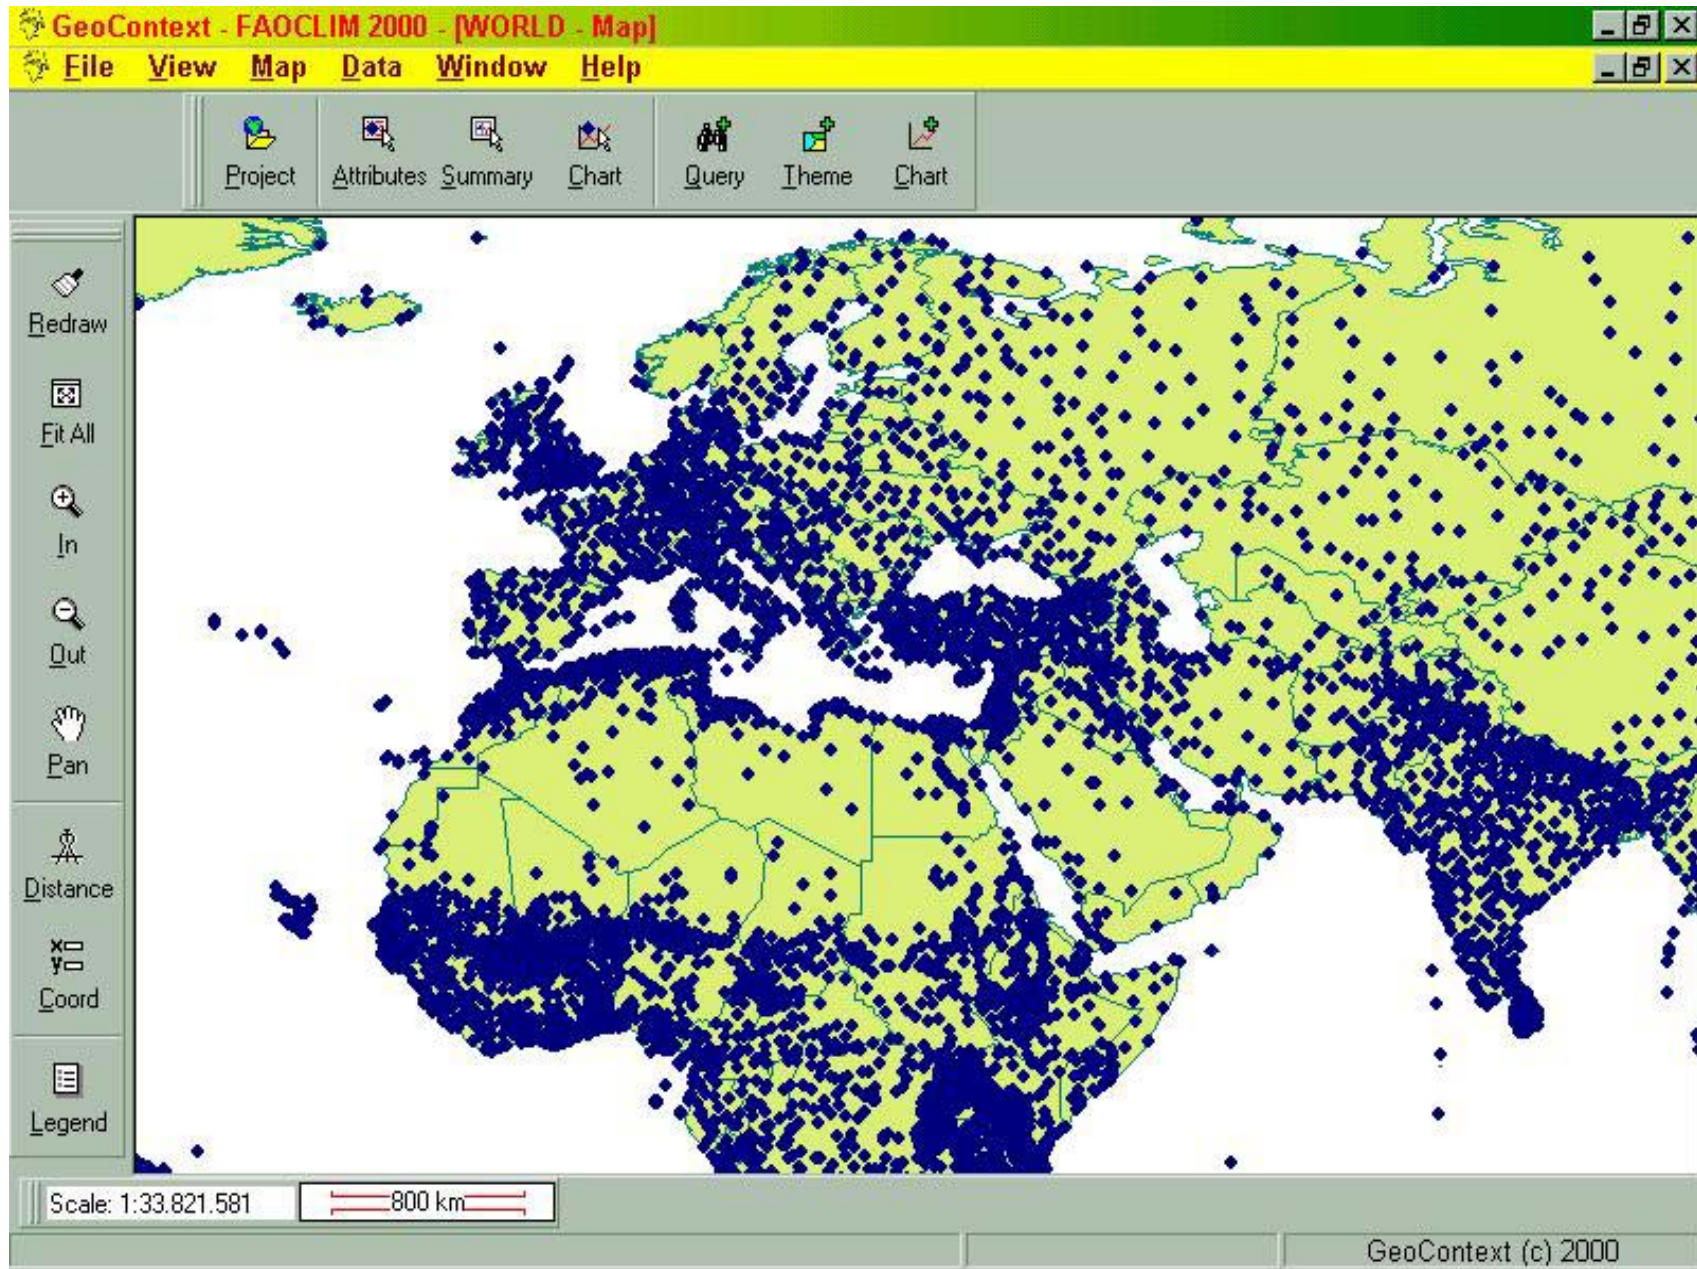 GeoContext - FAOCLIM 2000 - [WORLD - Map]
File View Map Data Window Help
Project Attributes Summary Chart Query Theme Chart
Redraw
Fit All
In
Out
Pan
Distance
x
y
Coord
Legend
Scale: 1:33.821.581 800 km
GeoContext (c) 2000